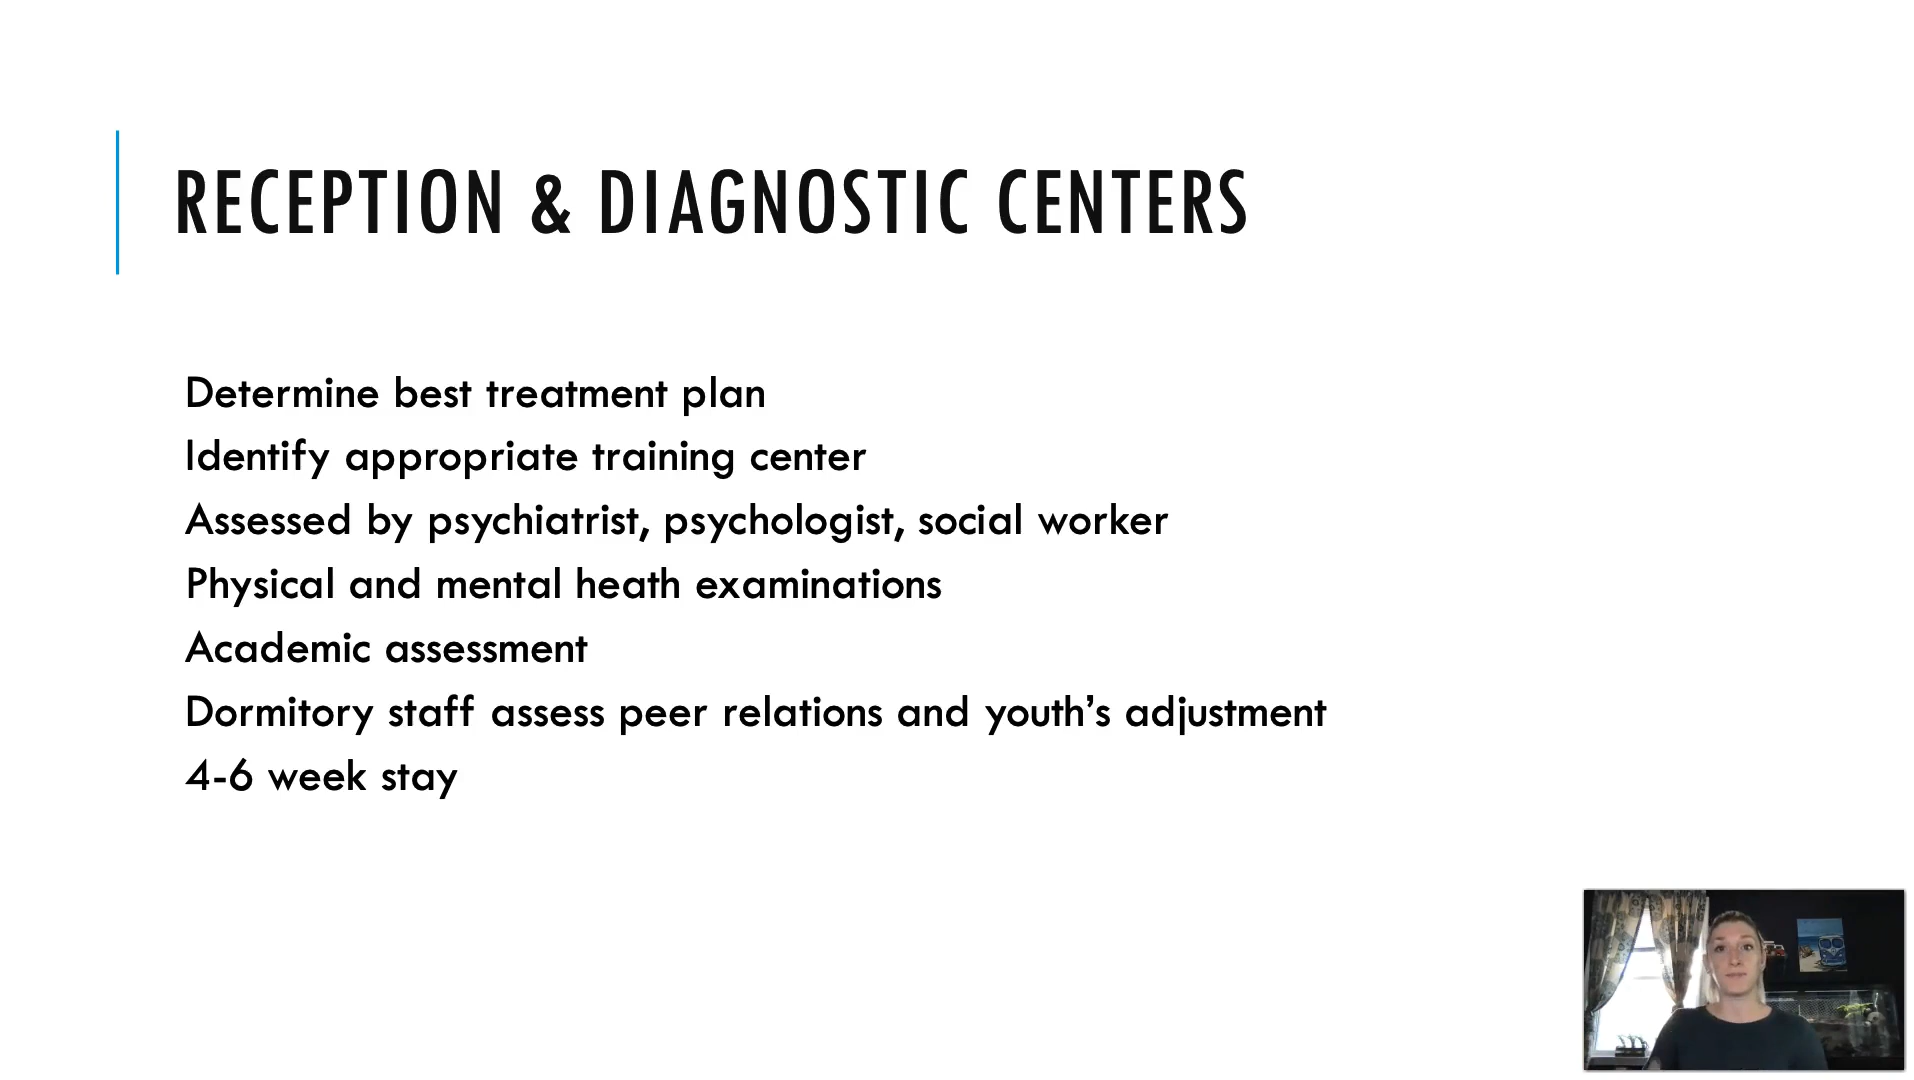 RECEPTION & DIAGNOSTIC CENTERS
Determine best treatment plan
Identify appropriate training center
Assessed by psychiatrist, psychologist, social worker
Physical and mental heath examinations
Academic assessment
Dormitory staff assess peer relations and youth’s adjustment
4-6 week stay